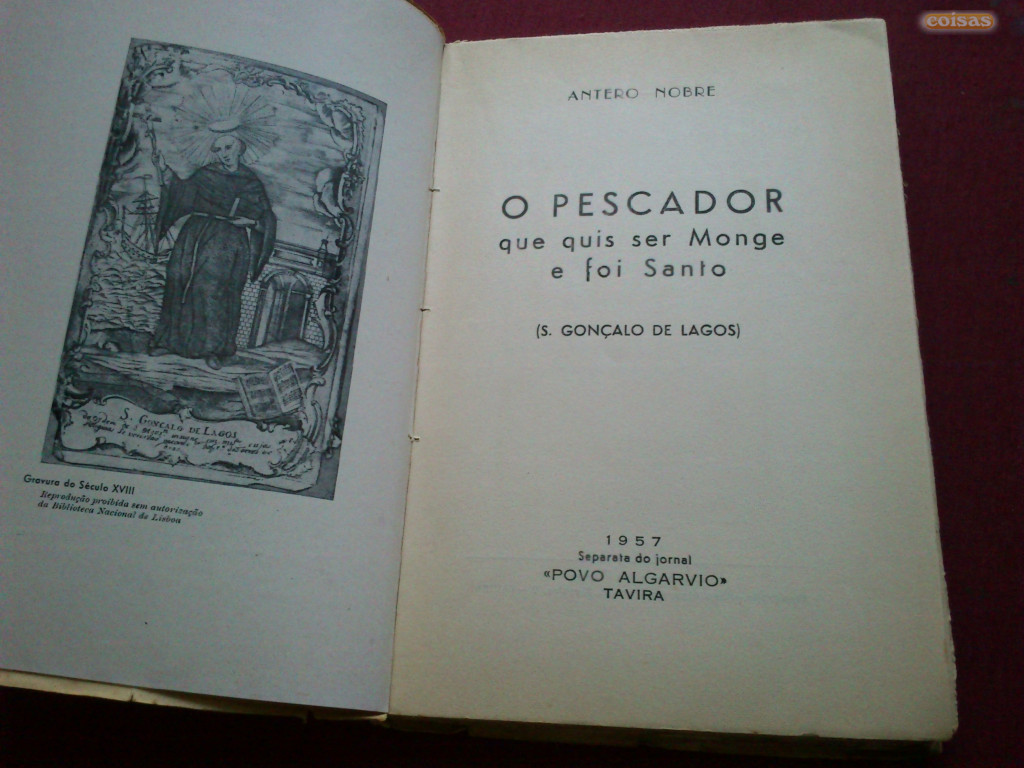 S. GONÇALO DE LAGOS
Gravura do Século XVIII
Reprodução proibida sem autorização
da Biblioteca Nacional de Lisboa
ANTERO NOBRE
O PESCADOR
que quis ser Monge
e foi Santo
(S. GONÇALO DE LAGOS)
1957
Separata do jornal
«POVO ALGARVIO»
TAVIRA
coisas